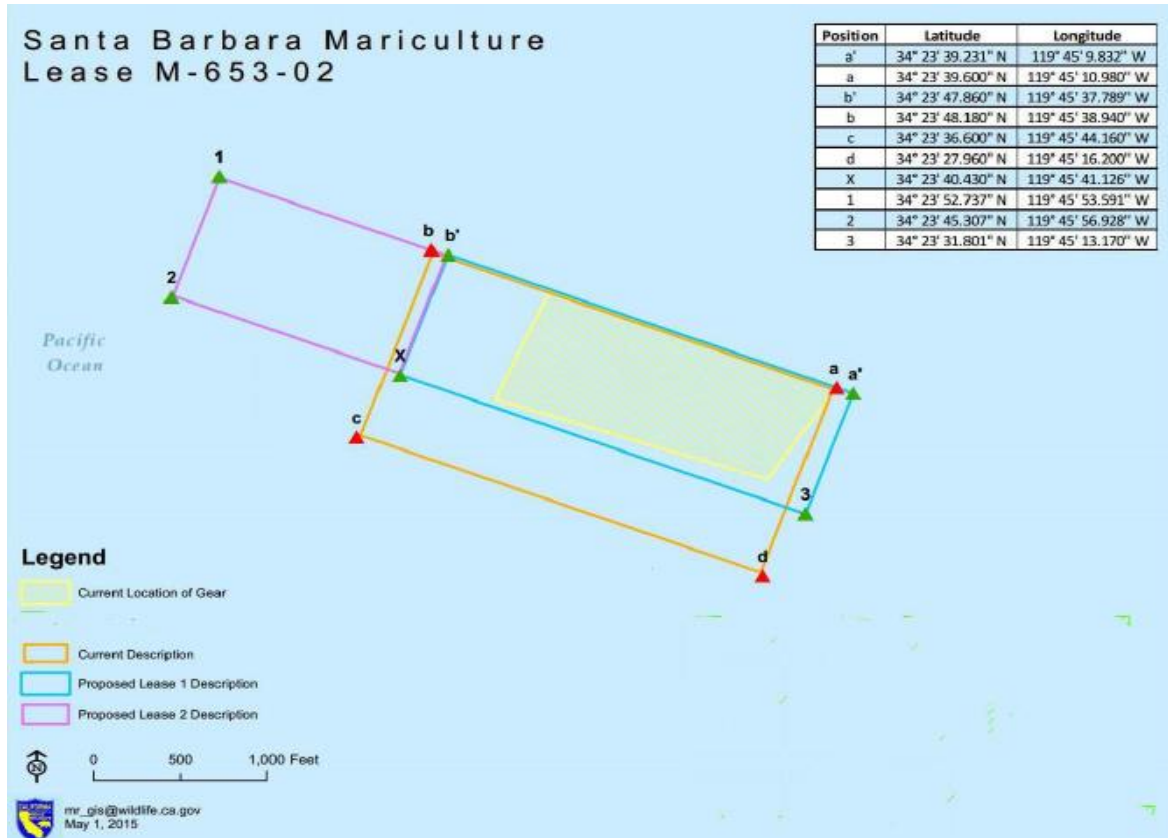 Santa Barbara Mariculture
Lease M-653-02
Position Latitude Longitude
a' 34° 23' 39.231" N 119° 45' 9.832" W
a 34° 23' 39.600" N 119° 45' 10.980" W
b' 34° 23' 47.860" N 119° 45' 37.789" W
b 34° 23' 48.180" N 119° 45' 38.940" W
c 34° 23' 36.600" N 119° 45' 44.160" W
d 34° 23' 27.960" N 119° 45' 16.200" W
X 34° 23' 40.430" N 119° 45' 41.126" W
1 34° 23' 52.737" N 119° 45' 53.591" W
2 34° 23' 45.307" N 119° 45' 56.928" W
3 34° 23' 31.801" N 119° 45' 13.170" W
1
b b'
2
Pacific
Ocean
X
a a'
c
3
d
Legend
Current Location of Gear
Current Description
Proposed Lease 1 Description
Proposed Lease 2 Description
N
0 500 1,000 Feet
mr_gis@wildlife.ca.gov
May 1, 2015